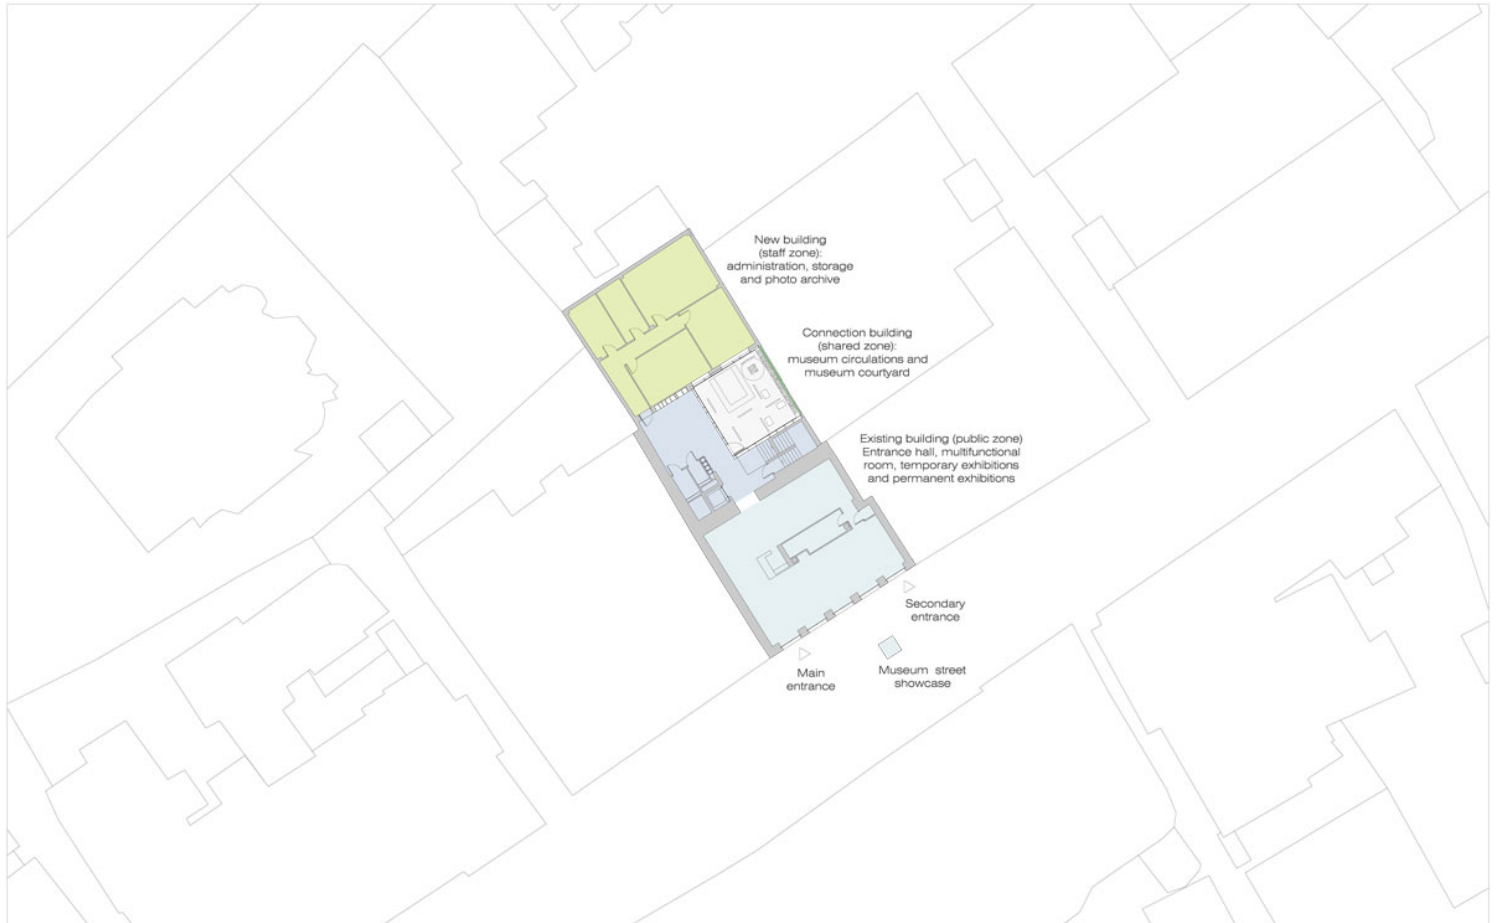 New building
(staff zone):
administration, storage
and photo archive
Connection building
(shared zone):
museum circulations and
museum courtyard
Existing building (public zone)
Entrance hall, multifunctional
room, temporary exhibitions
and permanent exhibitions
Secondary
entrance
Main
entrance
Museum street
showcase